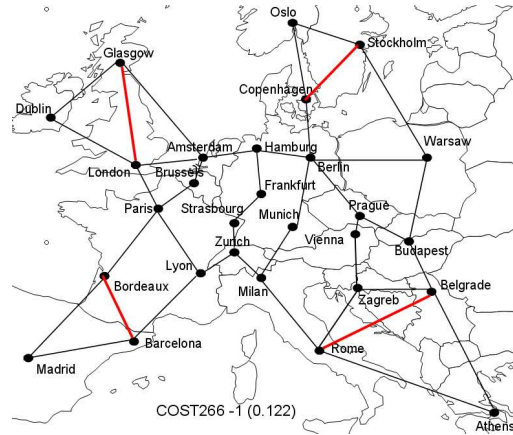 Oslo
Stockholm
Glasgow
Copenhagen
Dublin
Amsterdam
Hamburg
Warsaw
London
Brussels
Berlin
Frankfurt
Paris
Strasbourg
Munich
Prague
Vienna
Zurich
Budapest
Lyon
Bordeaux
Milan
Zagreb
Belgrade
Barcelona
Rome
Madrid
COST266 -1 (0.122)
Athens